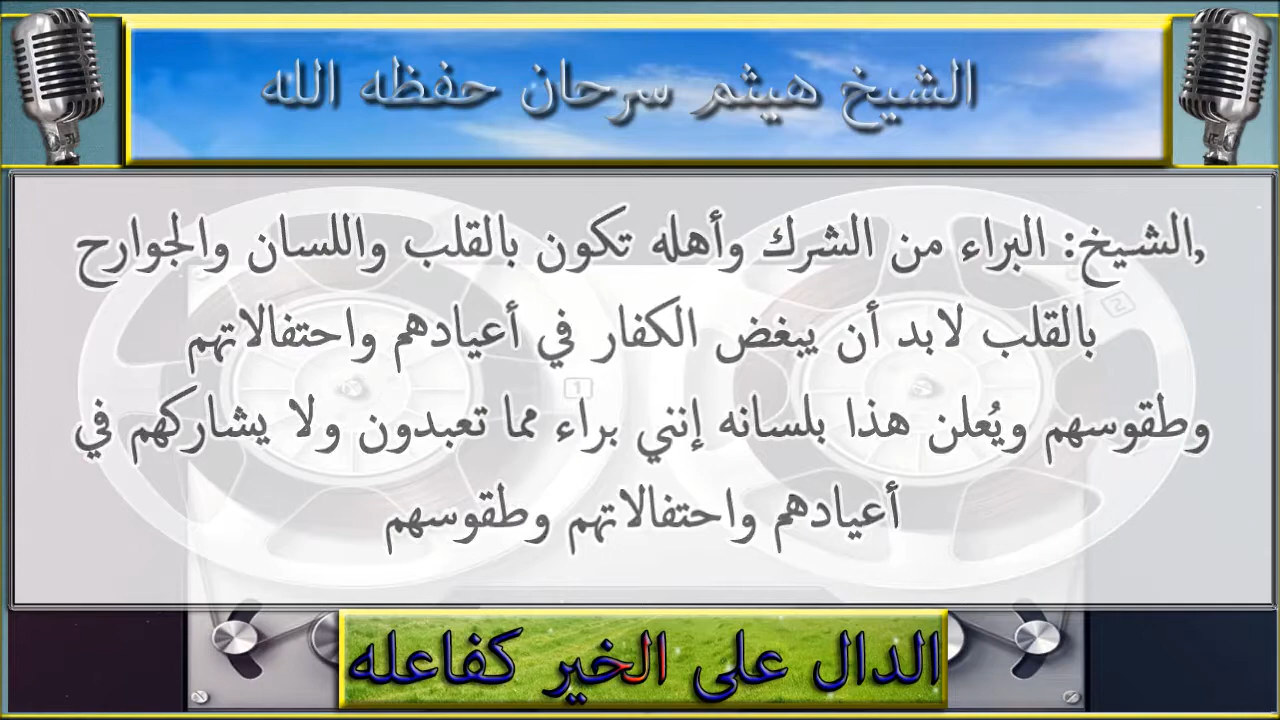 الشيخ هيثم سرحان حفظه الله
,الشيخ: البراء من الشرك وأهله تكون بالقلب واللسان والجوارح
بالقلب لابد أن يبغض الكفار في أعيادهم واحتفالاتهم
وطقوسهم ويُعلن هذا بلسانه إنني براء مما تعبدون ولا يشاركهم في
أعيادهم واحتفالاتهم وطقوسهم
1
2
الدال على الخير كفاعله